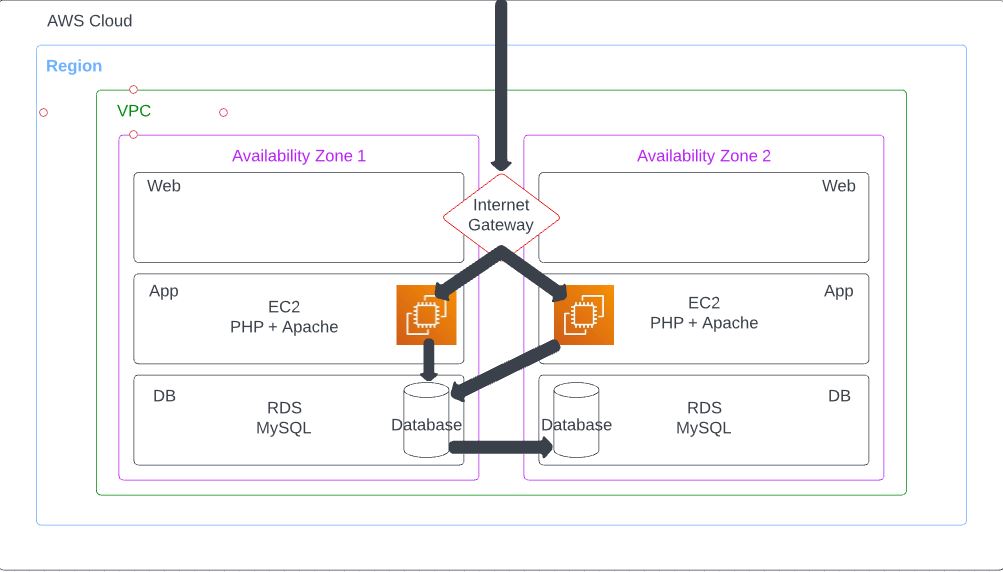 AWS Cloud
Region
VPC
Availability Zone 1
Availability Zone 2
Web
Internet
Gateway
Web
App
EC2
PHP + Apache
EC2
PHP + Apache
App
DB
RDS
MySQL
Database
Database
RDS
MySQL
DB